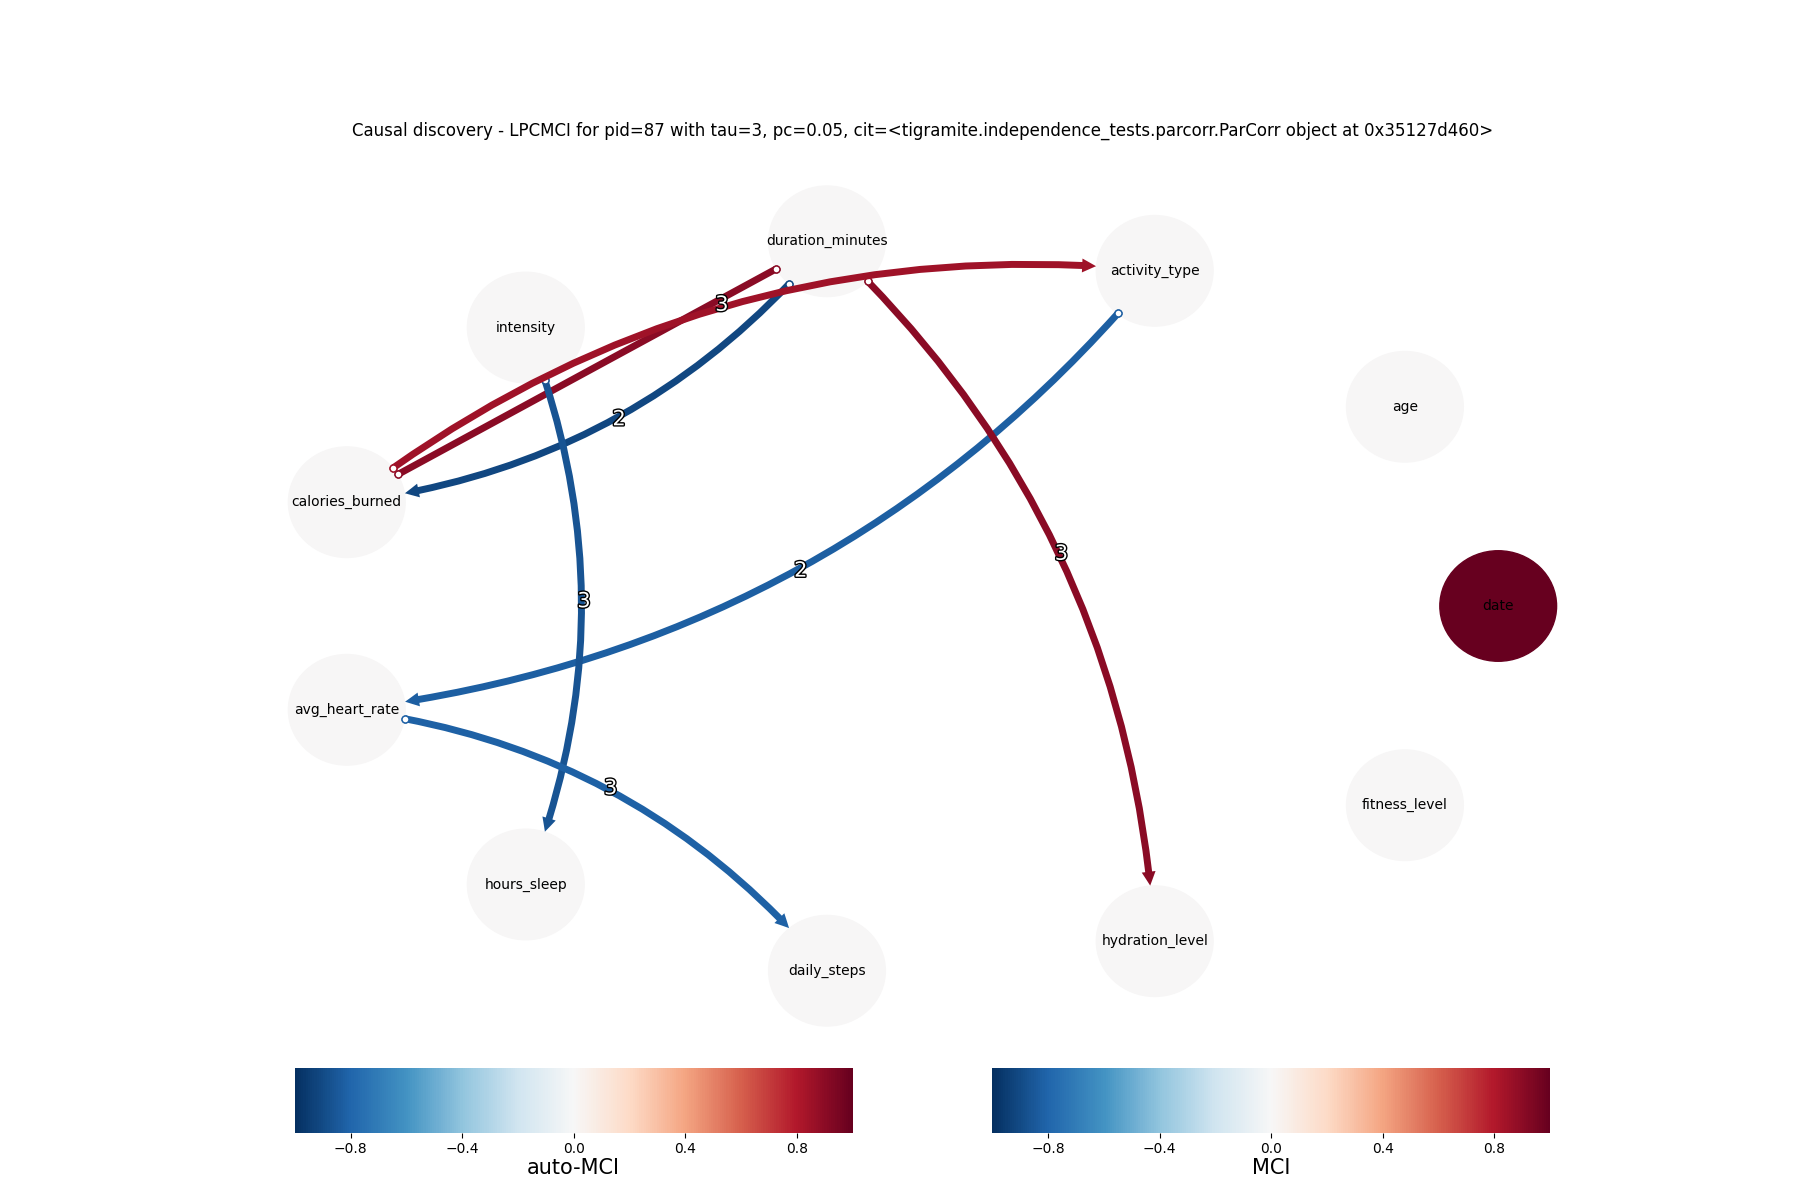 Causal discovery - LPCMCI for pid=87 with tau=3, pc=0.05, cit=<tigramite.independence_tests.parcorr.ParCorr object at 0x35127d460>
duration_minutes
activity_type
3
intensity
age
2
calories_burned
3
2
3
date
avg_heart_rate
3
fitness_level
hours_sleep
hydration_level
daily_steps
−0.8 −0.4 0.0 0.4 0.8
auto-MCI
−0.8 −0.4 0.0 0.4 0.8
MCI